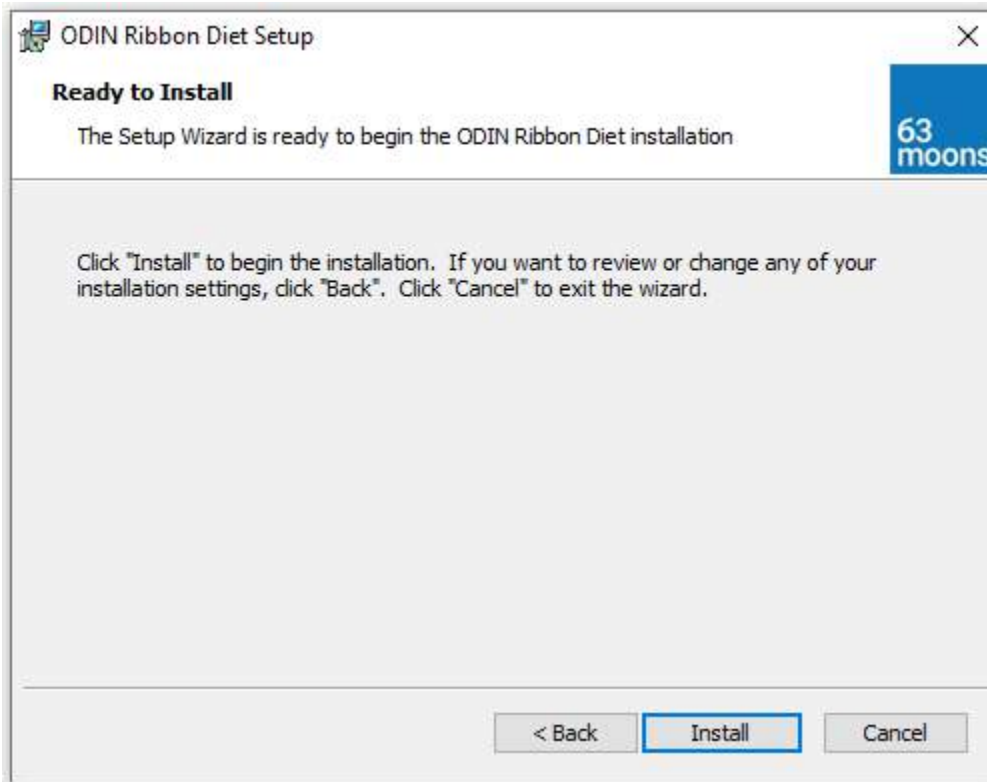 ODIN Ribbon Diet Setup
Ready to Install
The Setup Wizard is ready to begin the ODIN Ribbon Diet installation
63
moons
Click "Install" to begin the installation.  If you want to review or change any of your
installation settings, click "Back".  Click "Cancel" to exit the wizard.
< Back
Install
Cancel